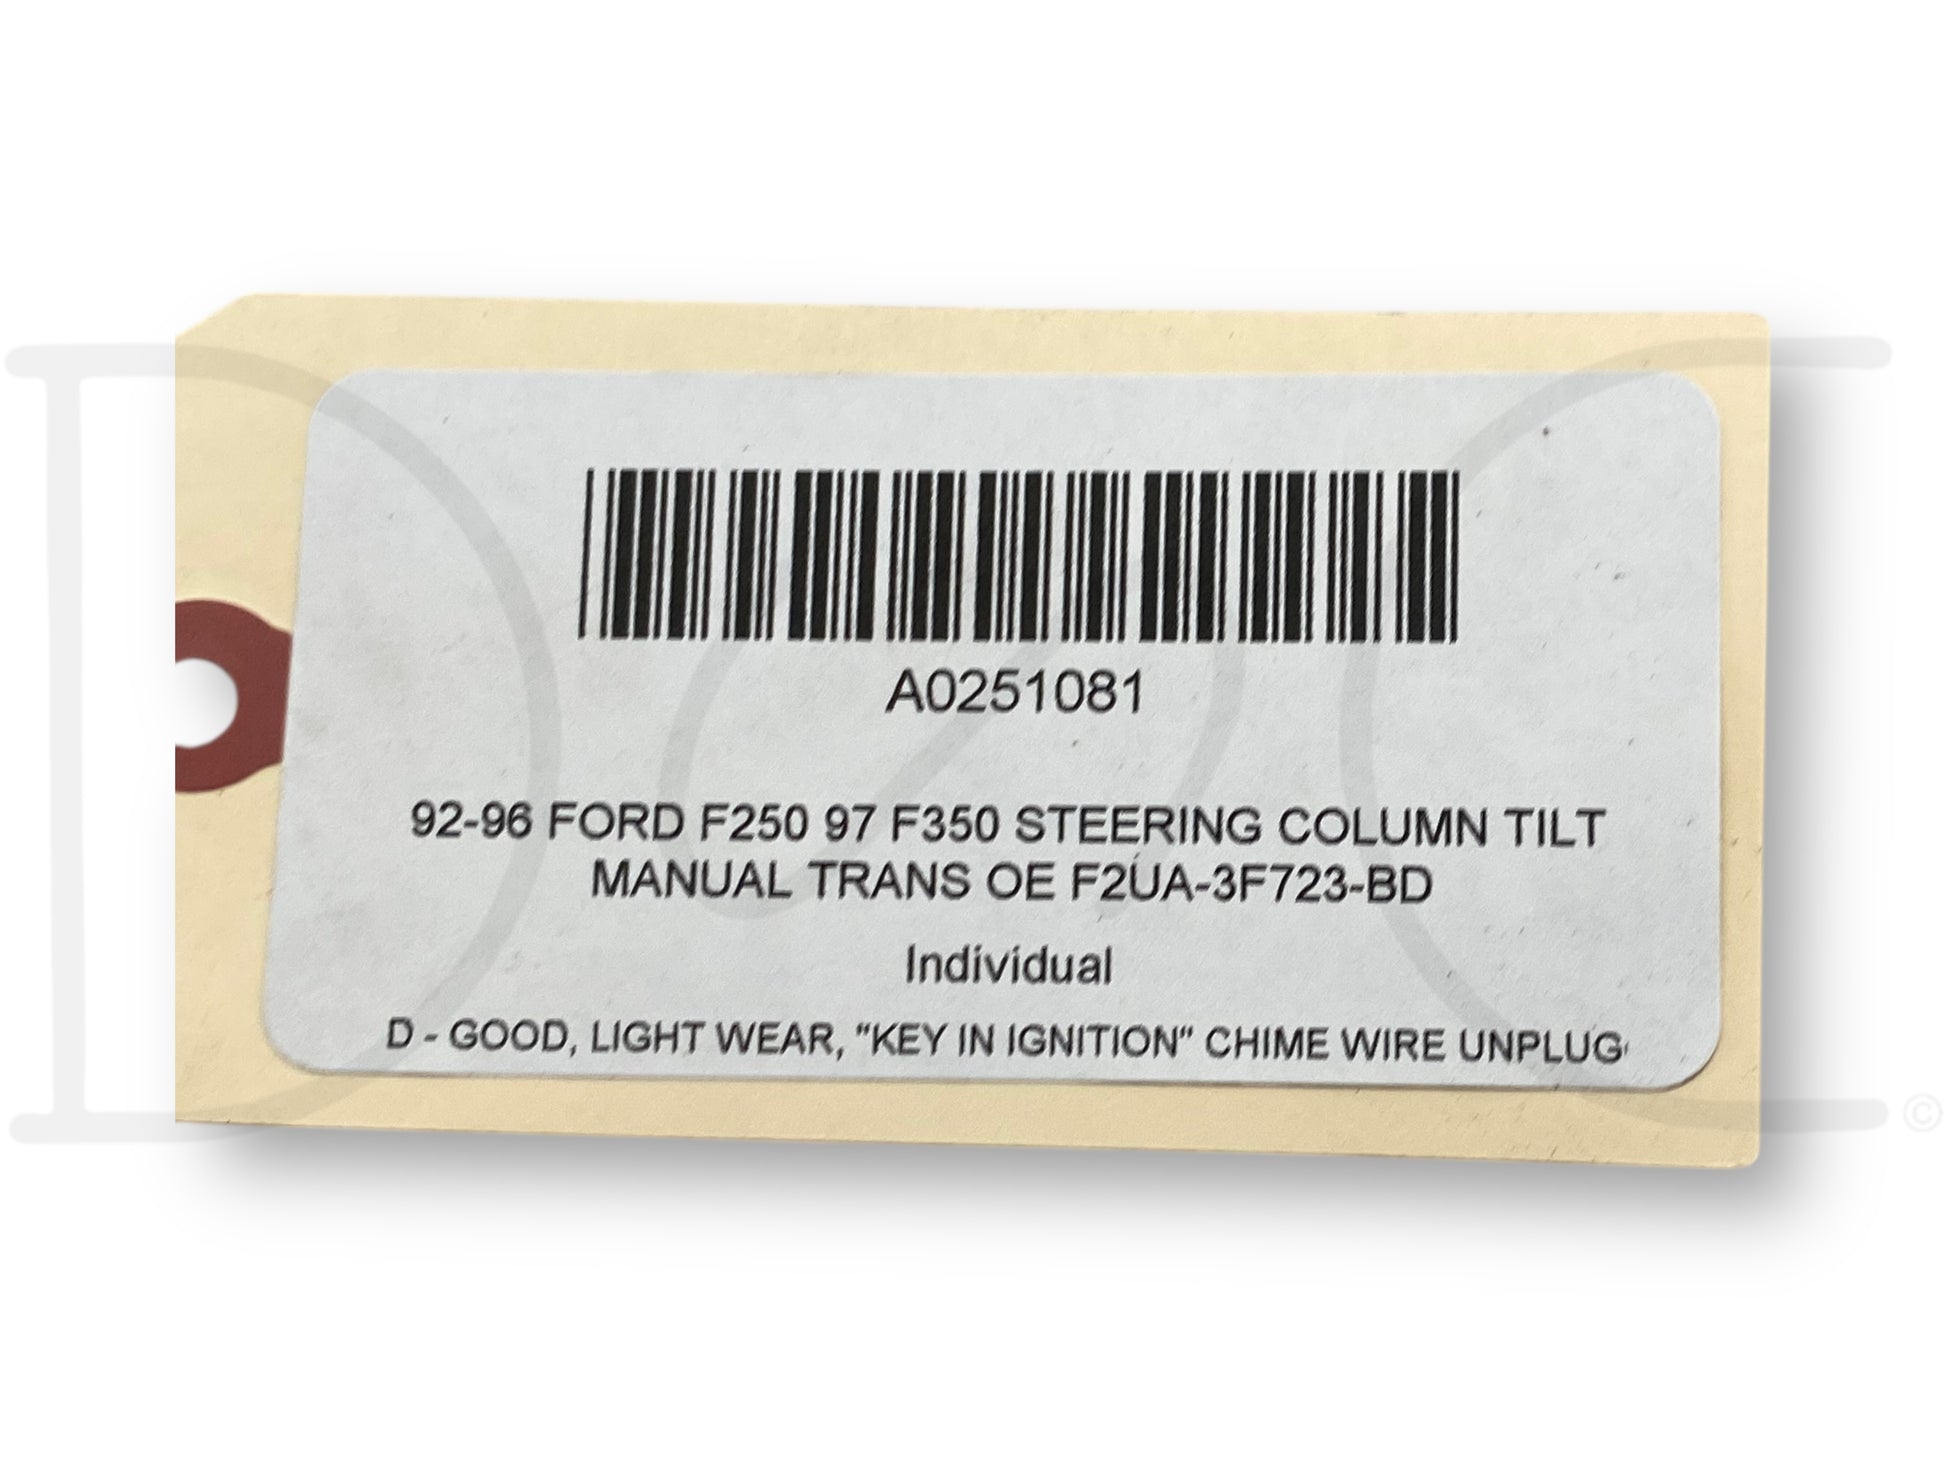 A0251081
92-96 FORD F250 97 F350 STEERING COLUMN TILT
MANUAL TRANS OE F2UA-3F723-BD
Individual
D - GOOD, LIGHT WEAR, "KEY IN IGNITION" CHIME WIRE UNPLUG
©